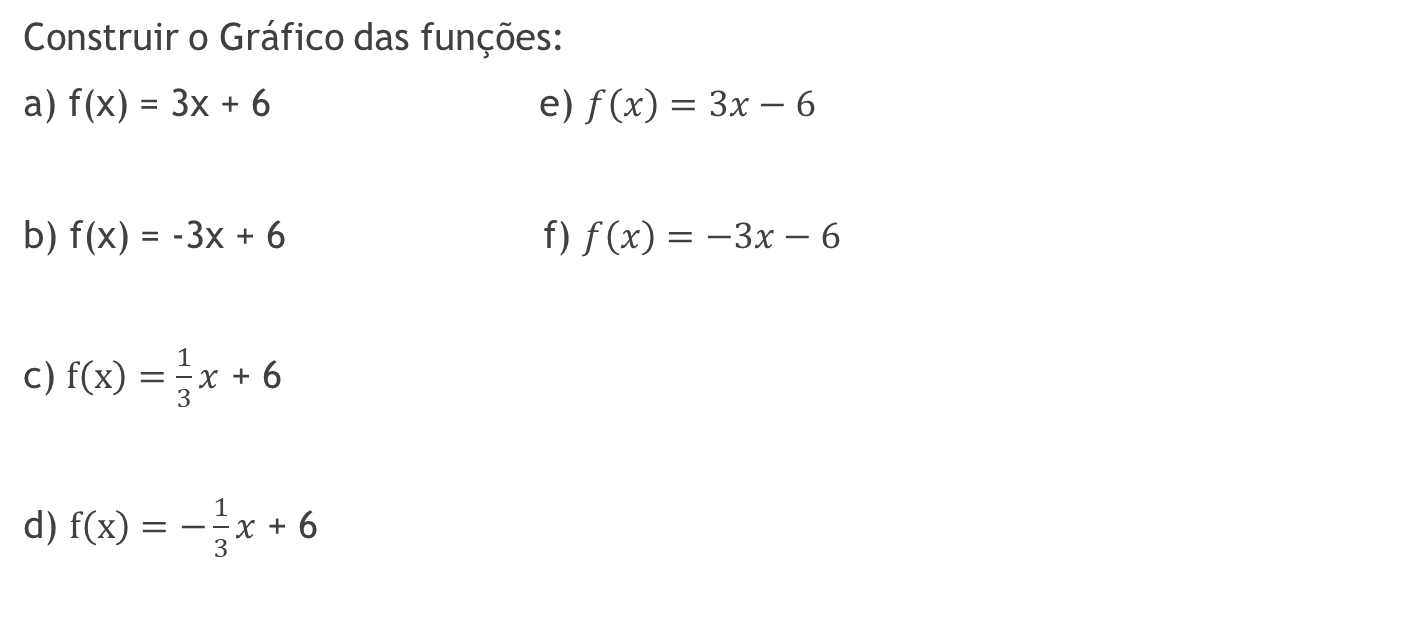 Construir o Gráfico das funções:
a) f(x) = 3x + 6
e) f(x) = 3x − 6
b) f(x) = -3x + 6
f) f(x) = −3x − 6
c) f(x) = 1/3 x + 6
d) f(x) = − 1/3 x + 6